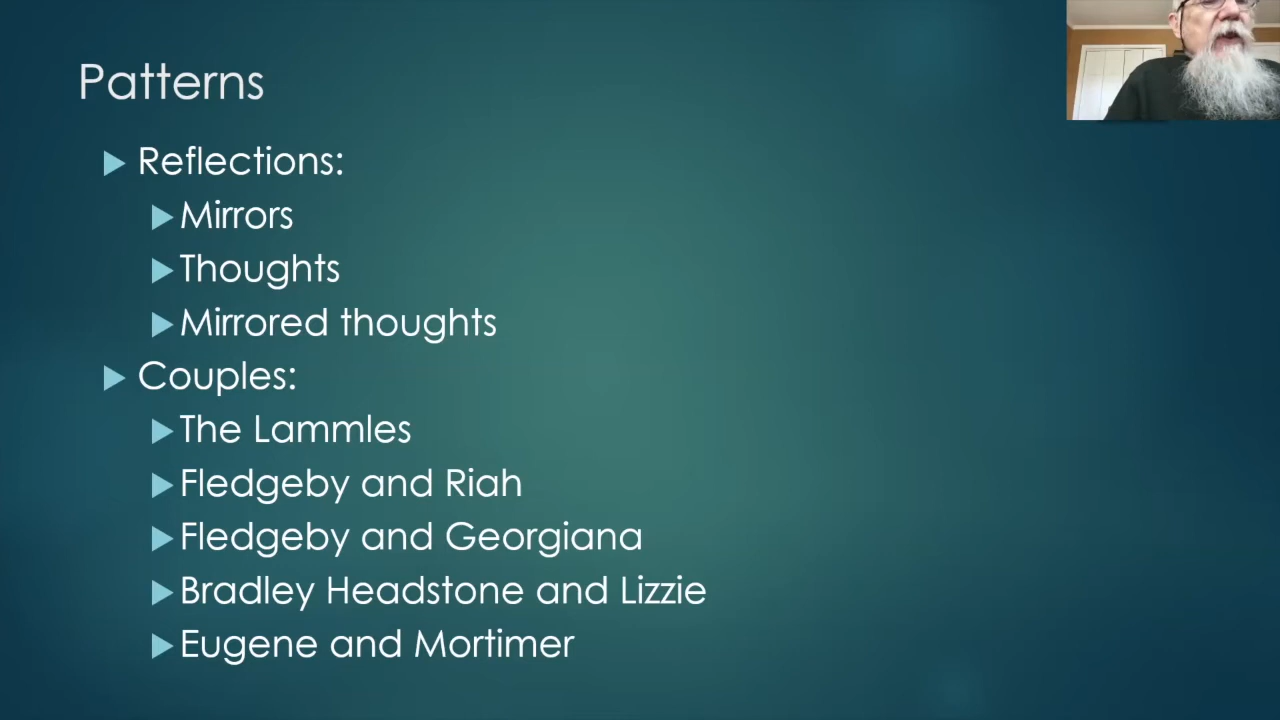 Patterns
Reflections:
Mirrors
Thoughts
Mirrored thoughts
Couples:
The Lammles
Fledgeby and Riah
Fledgeby and Georgiana
Bradley Headstone and Lizzie
Eugene and Mortimer